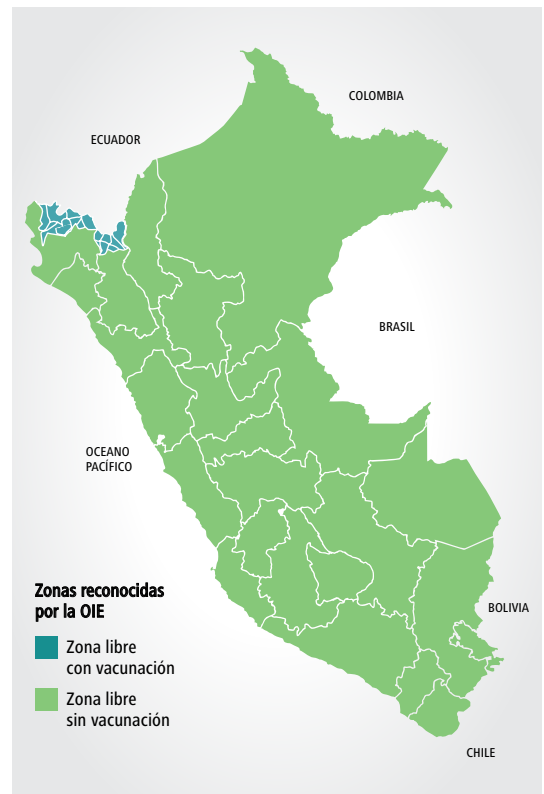 COLOMBIA
ECUADOR
BRASIL
OCEANO
PACÍFICO
Zonas reconocidas
por la OIE
BOLIVIA
Zona libre
con vacunación
Zona libre
sin vacunación
CHILE